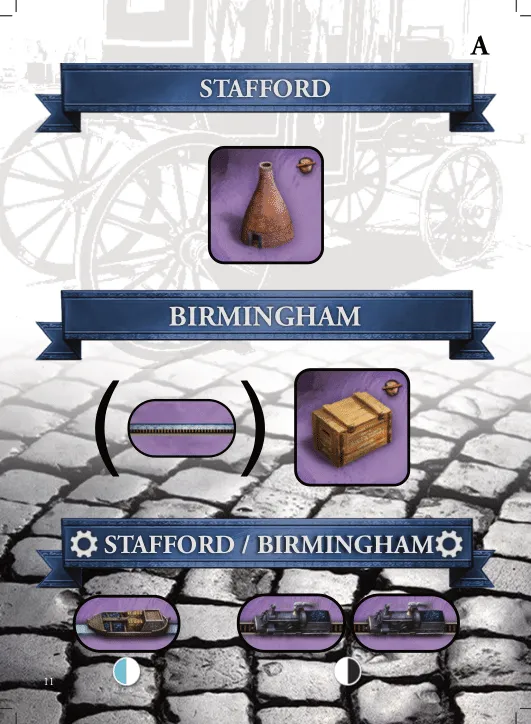 A
STAFFORD
BIRMINGHAM
( )
STAFFORD / BIRMINGHAM
11